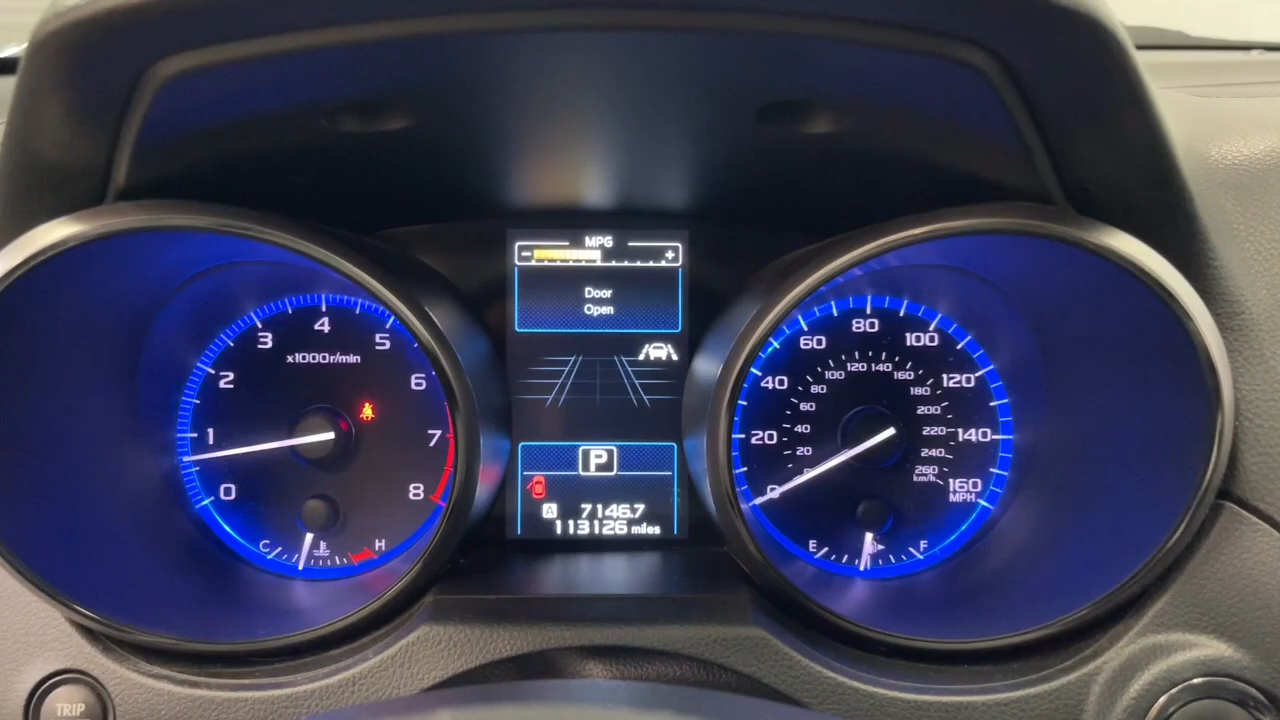 MPG
- +
Door
Open
P
A 7146.7
113126 miles
0 1 2 3 4 5 6 7 8
x1000r/min
C H
0 20 40 60 80 100 120 140 160
MPH
20 40 60 80 100 120 140 160 180 200 220 240 260
km/h
E F
TRIP